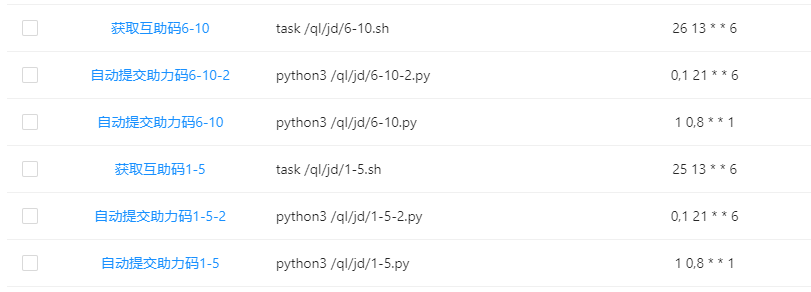 获取互助码6-10 task /ql/jd/6-10.sh 26 13 * * 6
自动提交助力码6-10-2 python3 /ql/jd/6-10-2.py 0,1 21 * * 6
自动提交助力码6-10 python3 /ql/jd/6-10.py 1 0,8 * * 1
获取互助码1-5 task /ql/jd/1-5.sh 25 13 * * 6
自动提交助力码1-5-2 python3 /ql/jd/1-5-2.py 0,1 21 * * 6
自动提交助力码1-5 python3 /ql/jd/1-5.py 1 0,8 * * 1